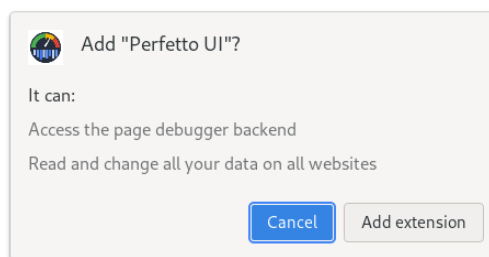 Add "Perfetto UI"?
It can:
Access the page debugger backend
Read and change all your data on all websites
Cancel
Add extension